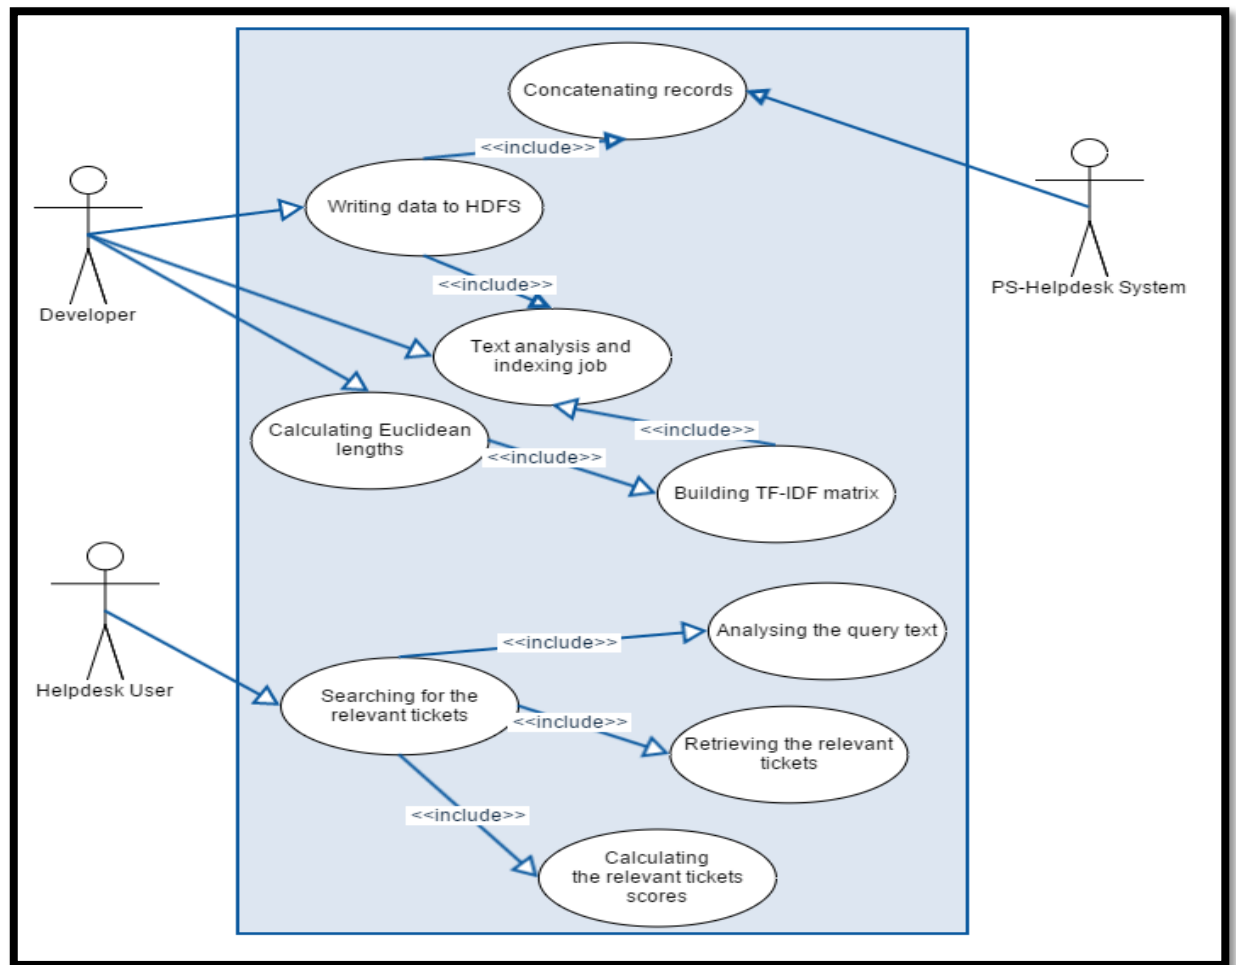 Concatenating records
<<include>>
Writing data to HDFS
<<include>>
Developer
PS-Helpdesk System
Text analysis and
indexing job
<<include>>
Calculating Euclidean
lengths
<<include>>
Building TF-IDF matrix
Analysing the query text
<<include>>
Helpdesk User
Searching for the
relevant tickets
<<include>>
Retrieving the relevant
tickets
<<include>>
Calculating
the relevant tickets
scores